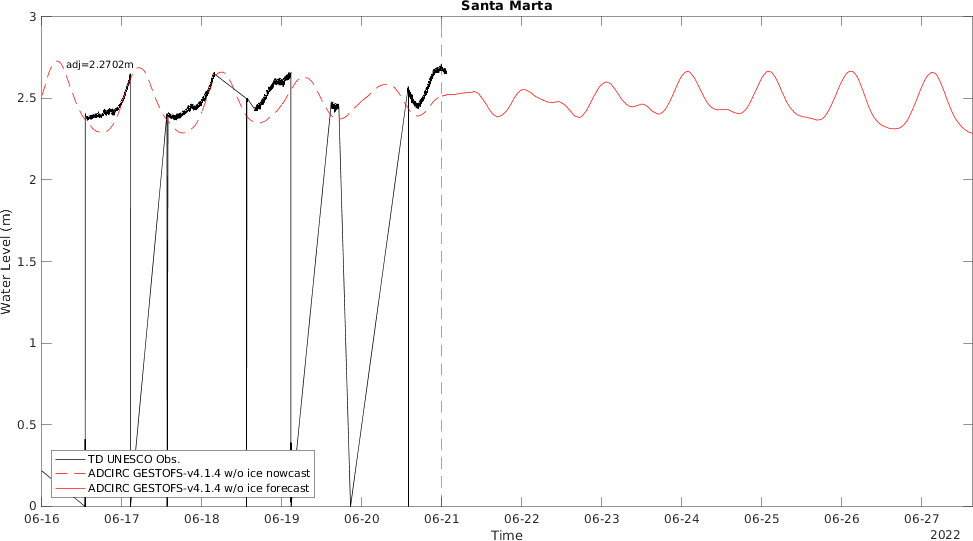 Santa Marta
adj=2.2702m
Water Level (m)
3
2.5
2
1.5
1
0.5
0
TD UNESCO Obs.
ADCIRC GESTOFS-v4.1.4 w/o ice nowcast
ADCIRC GESTOFS-v4.1.4 w/o ice forecast
06-16 06-17 06-18 06-19 06-20 06-21 06-22 06-23 06-24 06-25 06-26 06-27
Time
2022